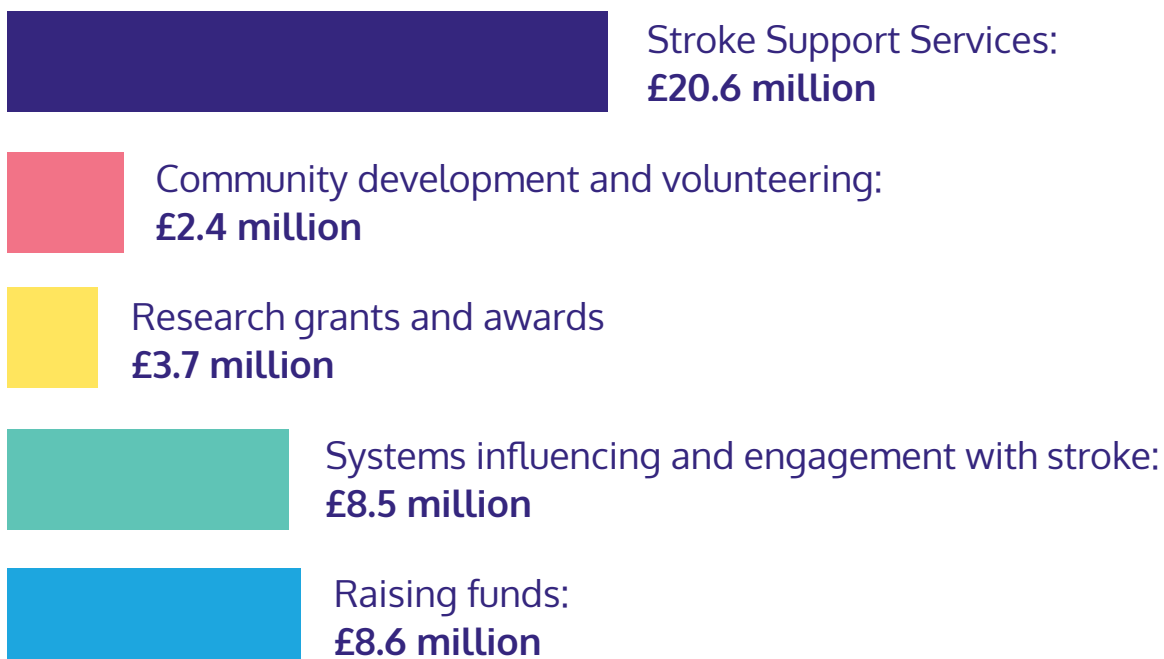 Stroke Support Services:
£20.6 million
Community development and volunteering:
£2.4 million
Research grants and awards
£3.7 million
Systems influencing and engagement with stroke:
£8.5 million
Raising funds:
£8.6 million